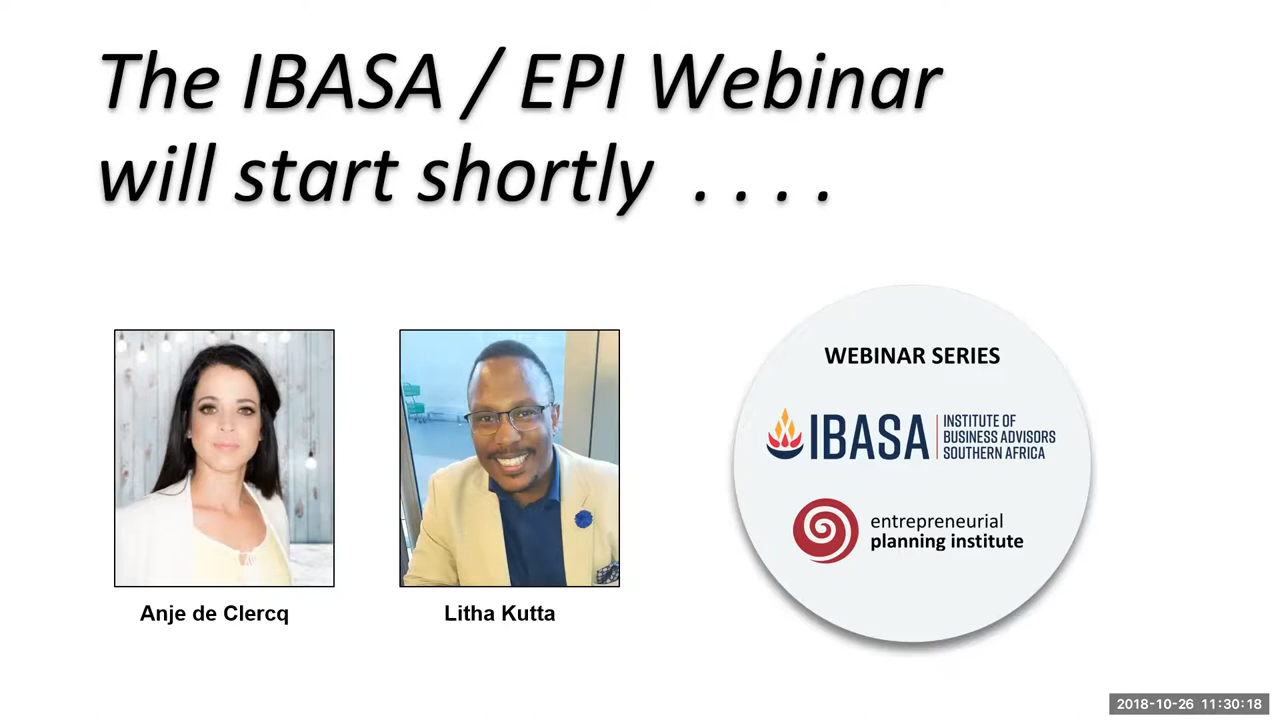 The IBASA / EPI Webinar
will start shortly . . . .
Anje de Clercq
Litha Kutta
WEBINAR SERIES
IBASA
INSTITUTE OF
BUSINESS ADVISORS
SOUTHERN AFRICA
entrepreneurial
planning institute
2018-10-26 11:30:18